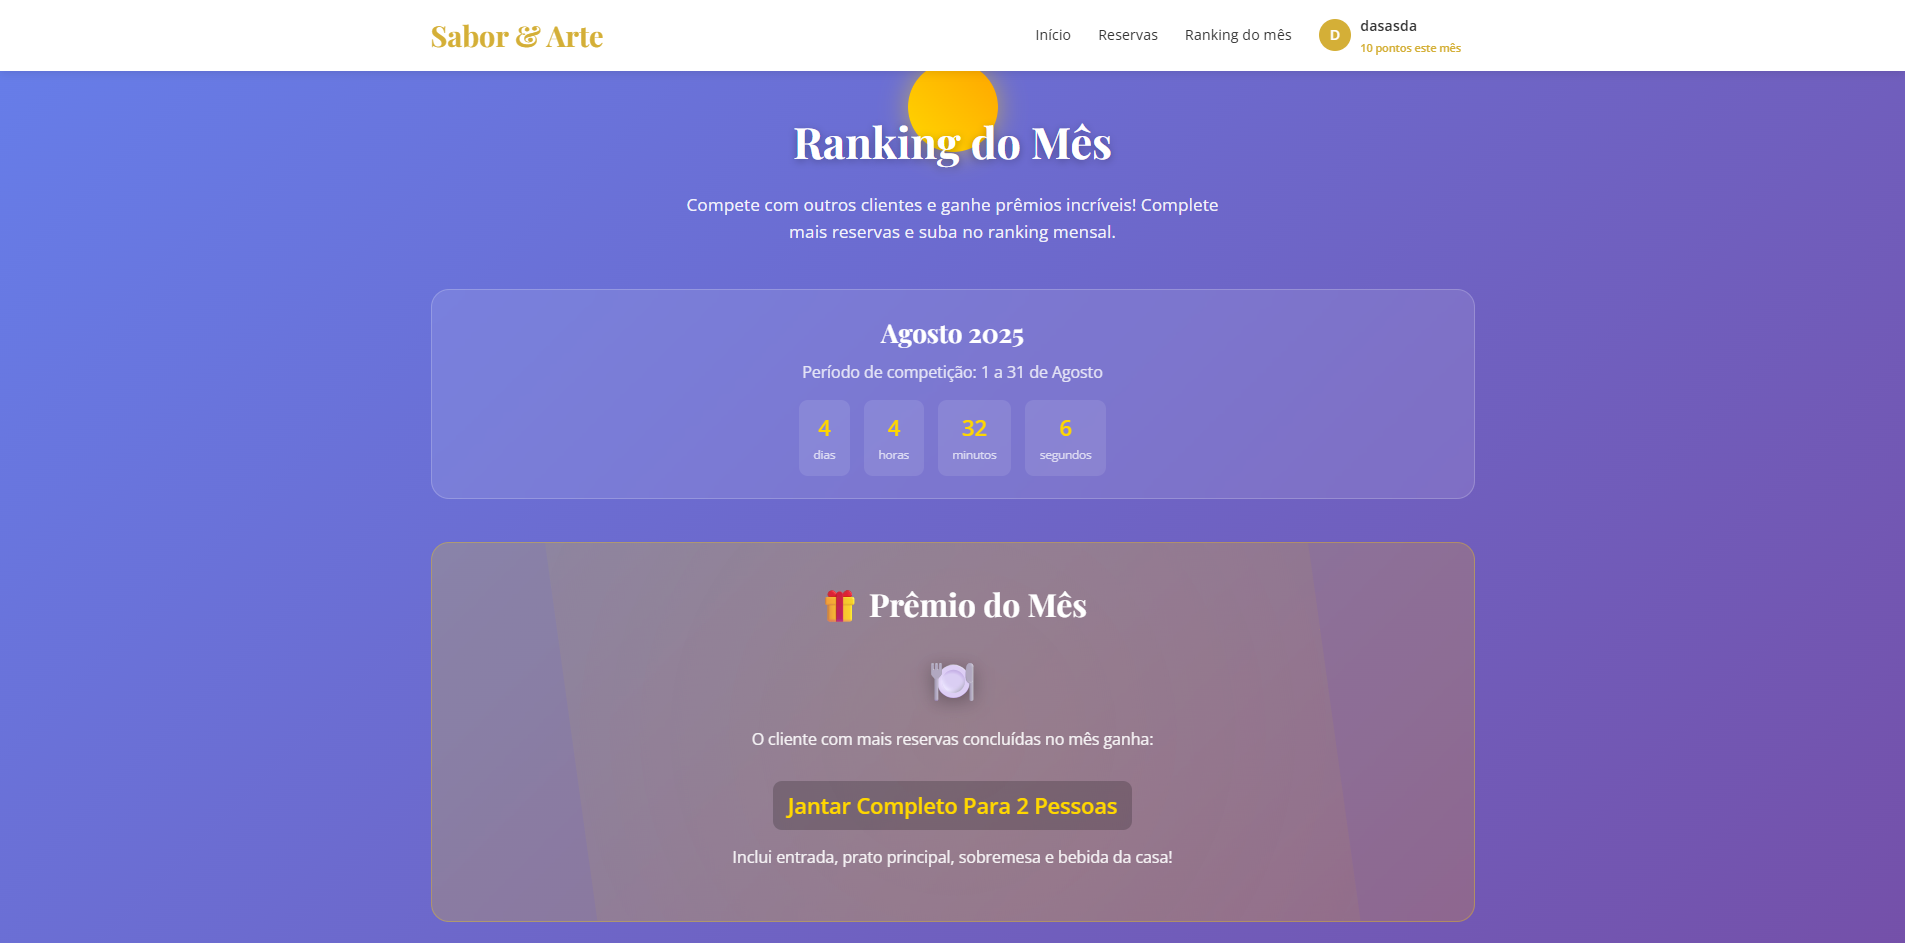 Sabor & Arte
Início
Reservas
Ranking do mês
D
dasasda
10 pontos este mês
Ranking do Mês
Compete com outros clientes e ganhe prêmios incríveis! Complete
mais reservas e suba no ranking mensal.
Agosto 2025
Período de competição: 1 a 31 de Agosto
4
dias
4
horas
32
minutos
6
segundos
Prêmio do Mês
O cliente com mais reservas concluídas no mês ganha:
Jantar Completo Para 2 Pessoas
Inclui entrada, prato principal, sobremesa e bebida da casa!